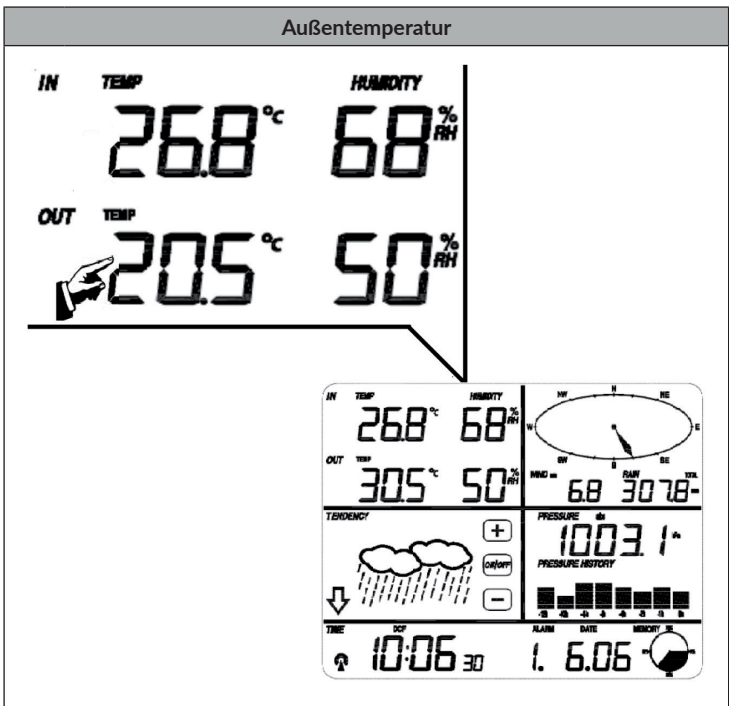 Außentemperatur
IN TEMP HUMIDITY
26.8 °C 68 % RH
OUT TEMP
20.5 °C 50 % RH
IN TEMP HUMIDITY
26.8 °C 68 % RH
OUT TEMP
30.5 °C 50 % RH
NW N NE
W E
SW S SE
WIND RAIN TOTAL
6.8 307.8
TENDENCY
+
ON/OFF
−
PRESSURE abs
1003.1
PRESSURE HISTORY
TIME DCF ALARM DATE MEMORY
10:06 30 1. 6.06